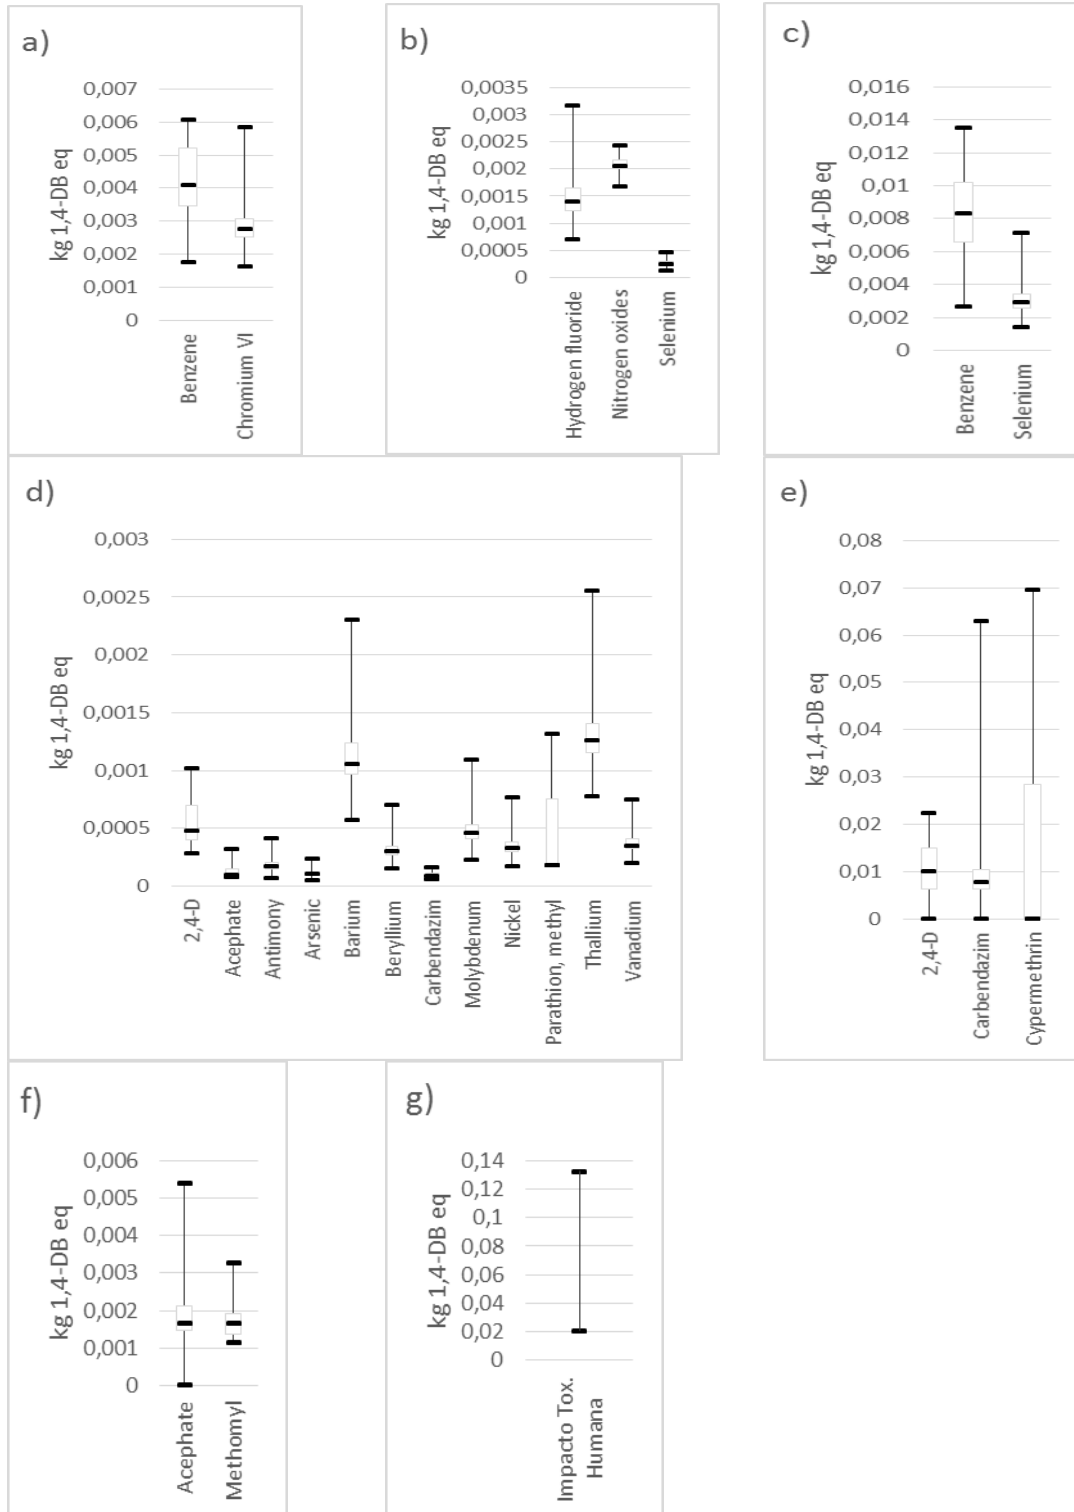 a)
kg 1,4-DB eq
0,007
0,006
0,005
0,004
0,003
0,002
0,001
0
Benzene
Chromium VI
b)
kg 1,4-DB eq
0,0035
0,003
0,0025
0,002
0,0015
0,001
0,0005
0
Hydrogen fluoride
Nitrogen oxides
Selenium
c)
kg 1,4-DB eq
0,016
0,014
0,012
0,01
0,008
0,006
0,004
0,002
0
Benzene
Selenium
d)
kg 1,4-DB eq
0,003
0,0025
0,002
0,0015
0,001
0,0005
0
2,4-D
Acephate
Antimony
Arsenic
Barium
Beryllium
Carbendazim
Molybdenum
Nickel
Parathion, methyl
Thallium
Vanadium
e)
kg 1,4-DB eq
0,08
0,07
0,06
0,05
0,04
0,03
0,02
0,01
0
2,4-D
Carbendazim
Cypermethrin
f)
kg 1,4-DB eq
0,006
0,005
0,004
0,003
0,002
0,001
0
Acephate
Methomyl
g)
kg 1,4-DB eq
0,14
0,12
0,1
0,08
0,06
0,04
0,02
0
Impacto Tox.
Humana